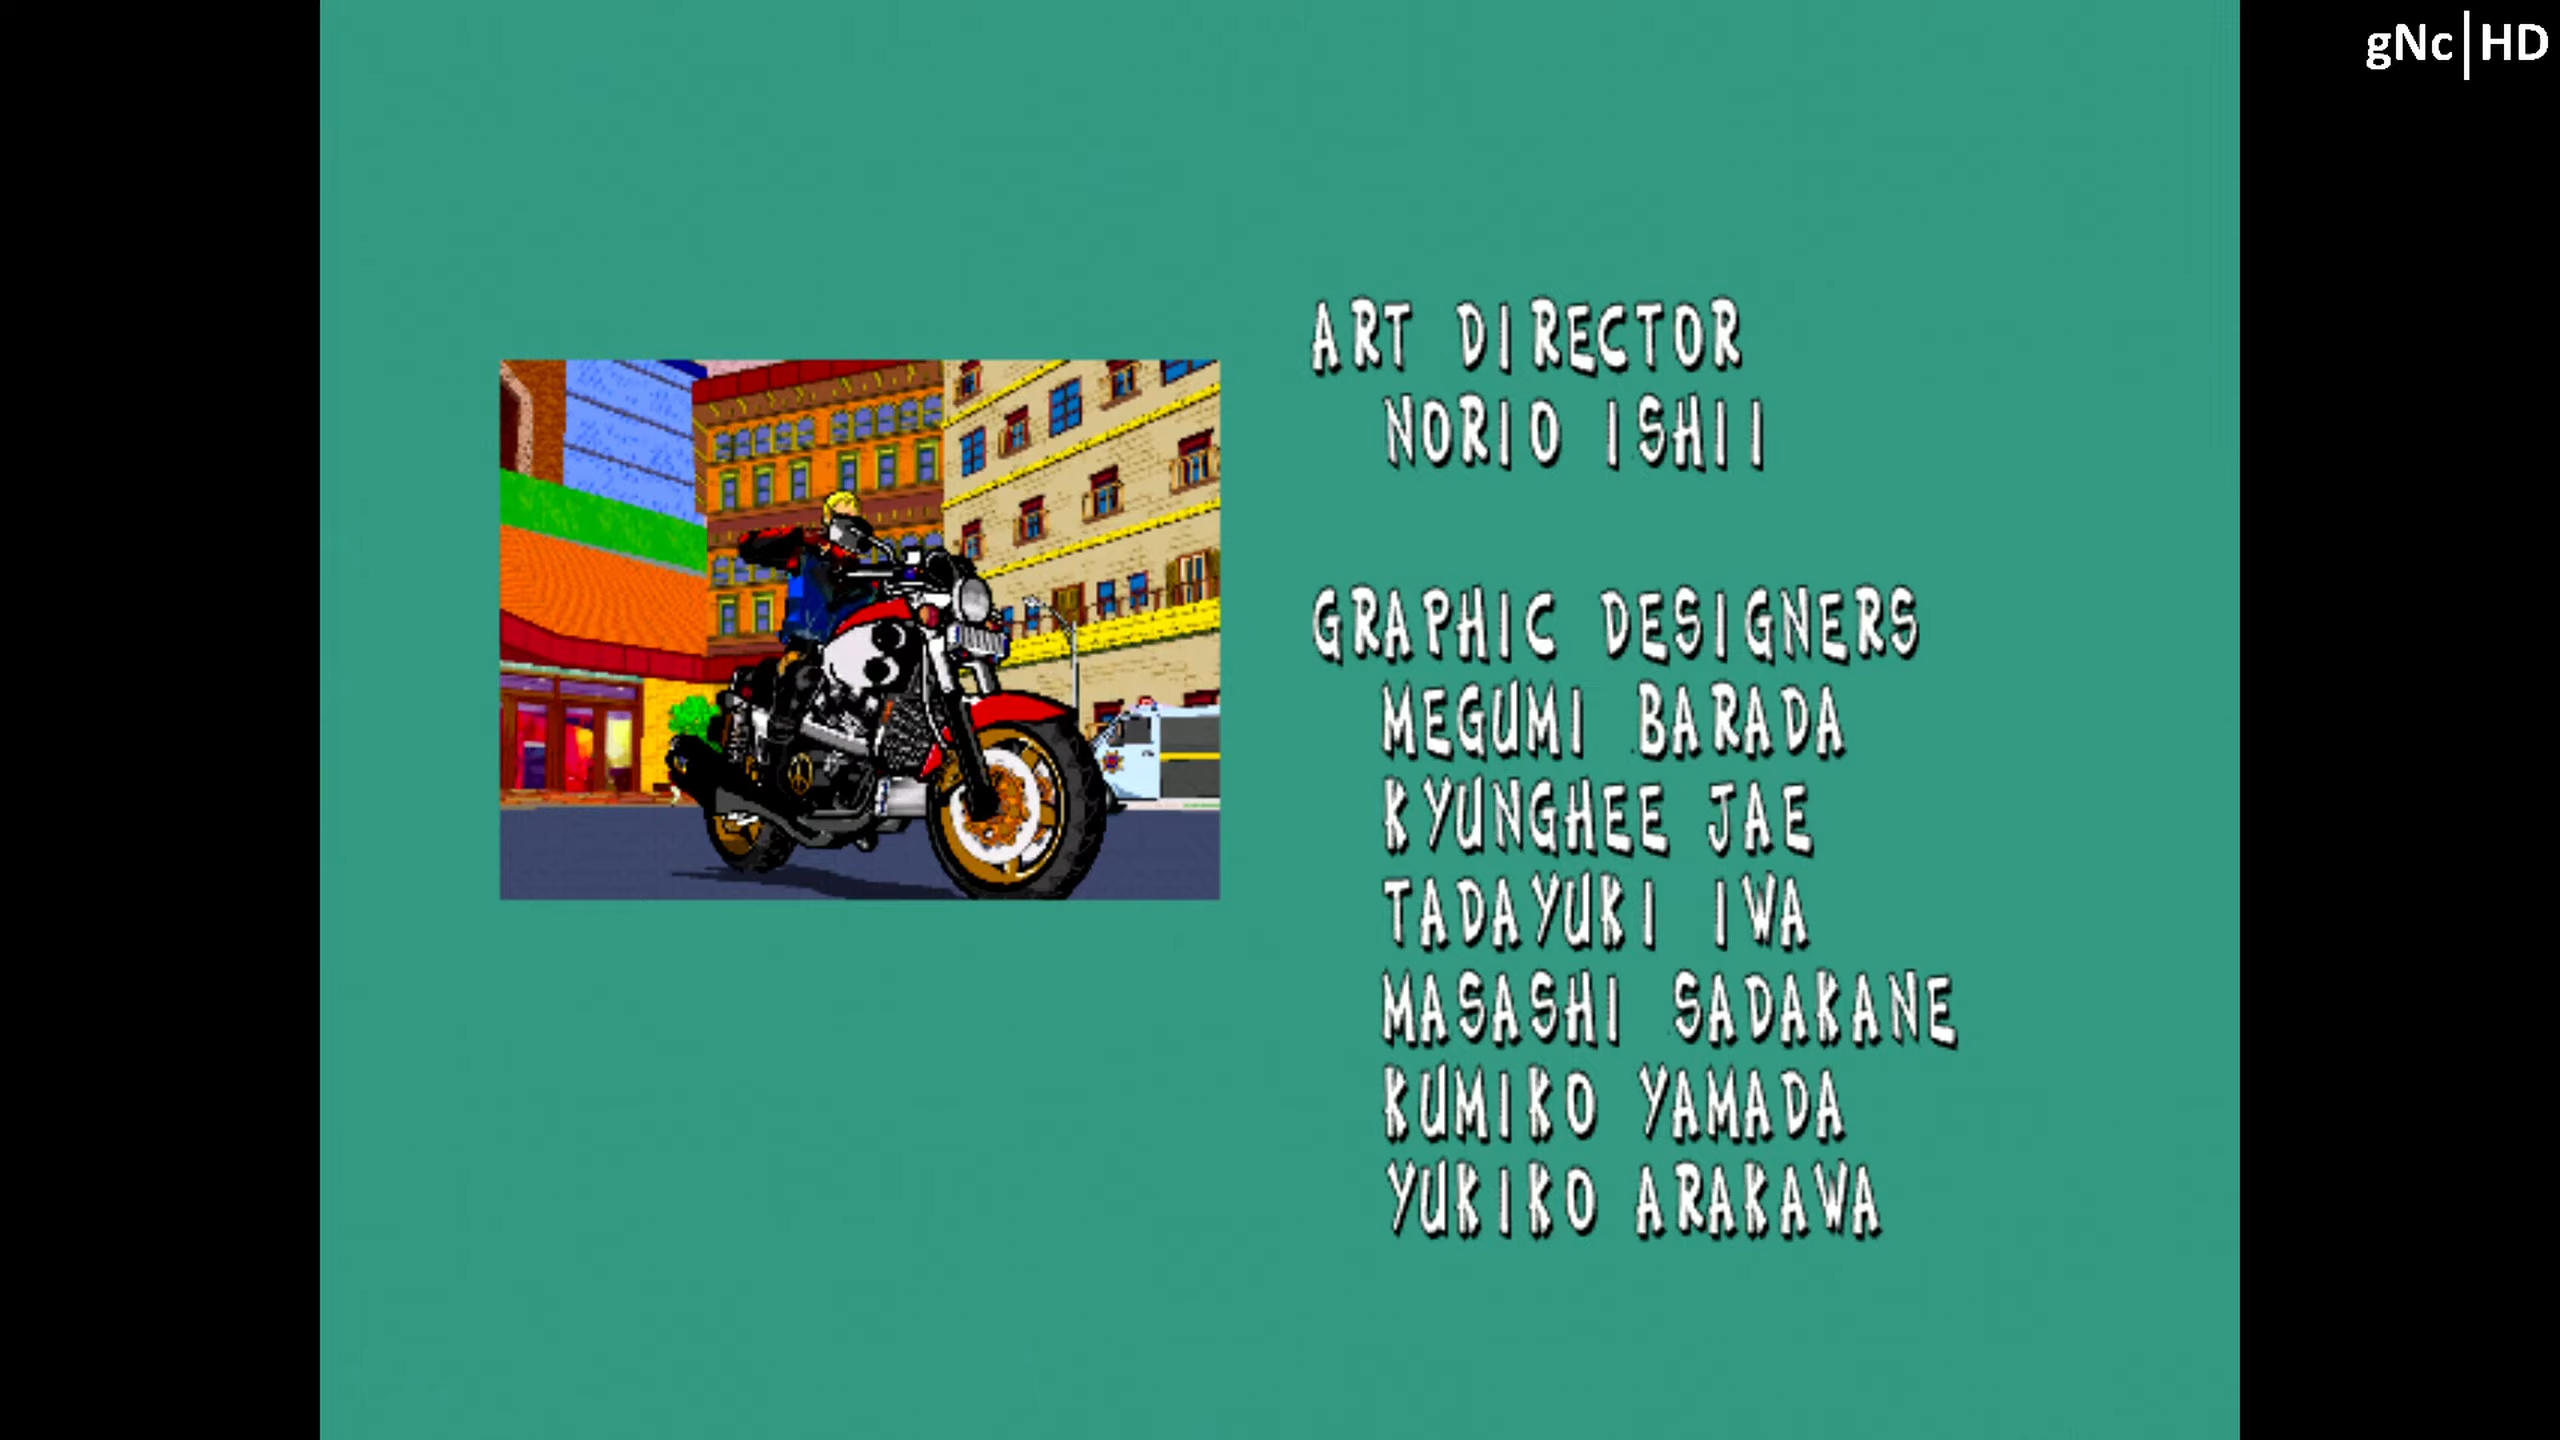 gNc|HD
ART DIRECTOR
NORIO ISHII
GRAPHIC DESIGNERS
MEGUMI BARADA
KYUNGHEE JAE
TADAYUKI IWA
MASASHI SADAKANE
KUMIKO YAMADA
YUKIKO ARAKAWA